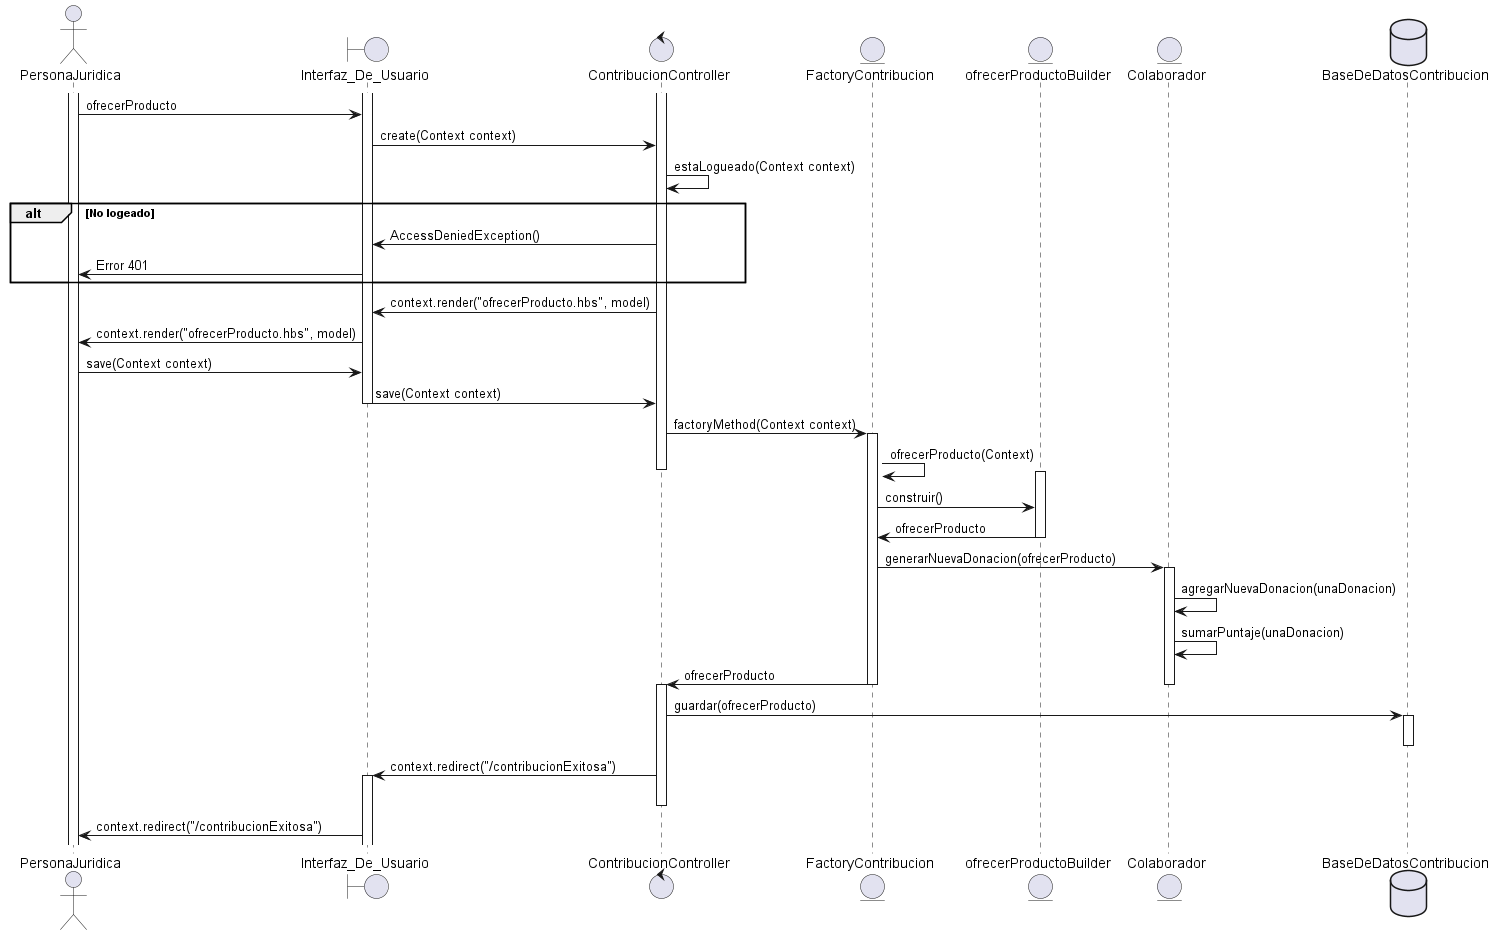 PersonaJuridica
Interfaz_De_Usuario
ContribucionController
FactoryContribucion
ofrecerProductoBuilder
Colaborador
BaseDeDatosContribucion
ofrecerProducto
create(Context context)
estaLogueado(Context context)
alt
[No logeado]
AccessDeniedException()
Error 401
context.render("ofrecerProducto.hbs", model)
context.render("ofrecerProducto.hbs", model)
save(Context context)
save(Context context)
factoryMethod(Context context)
ofrecerProducto(Context)
construir()
ofrecerProducto
generarNuevaDonacion(ofrecerProducto)
agregarNuevaDonacion(unaDonacion)
sumarPuntaje(unaDonacion)
ofrecerProducto
guardar(ofrecerProducto)
context.redirect("/contribucionExitosa")
context.redirect("/contribucionExitosa")
PersonaJuridica
Interfaz_De_Usuario
ContribucionController
FactoryContribucion
ofrecerProductoBuilder
Colaborador
BaseDeDatosContribucion